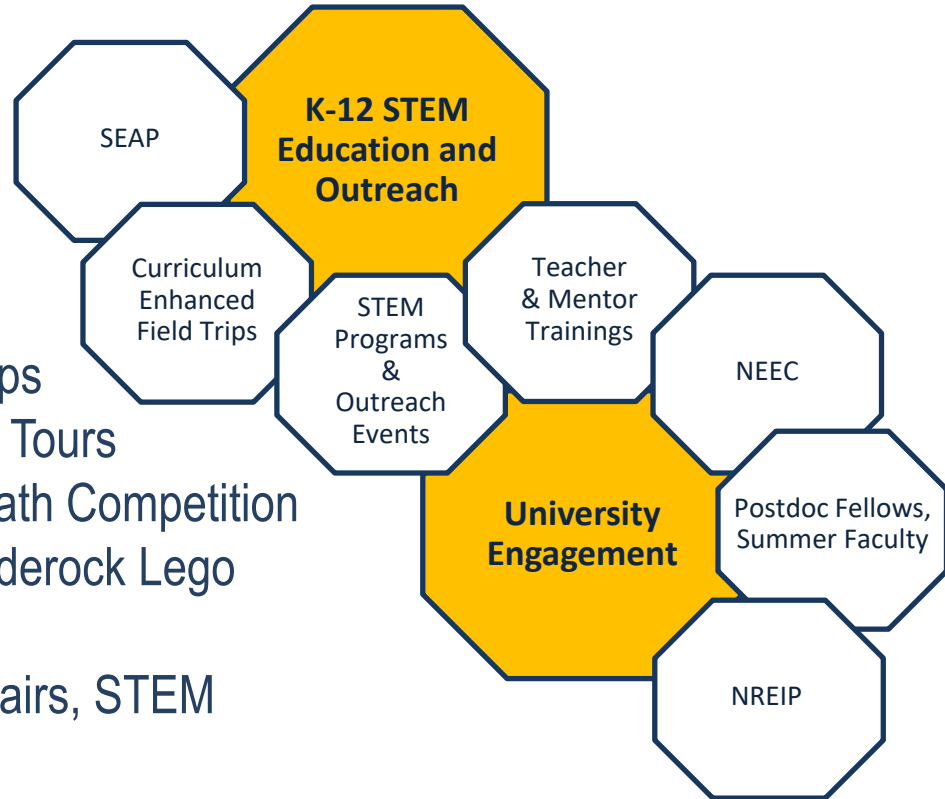 SEAP
K-12 STEM
Education and
Outreach
Curriculum
Enhanced
Field Trips
STEM
Programs
&
Outreach
Events
Teacher
& Mentor
Trainings
NEEC
University
Engagement
Postdoc Fellows,
Summer Faculty
NREIP
ps
Tours
ath Competition
derock Lego
airs, STEM